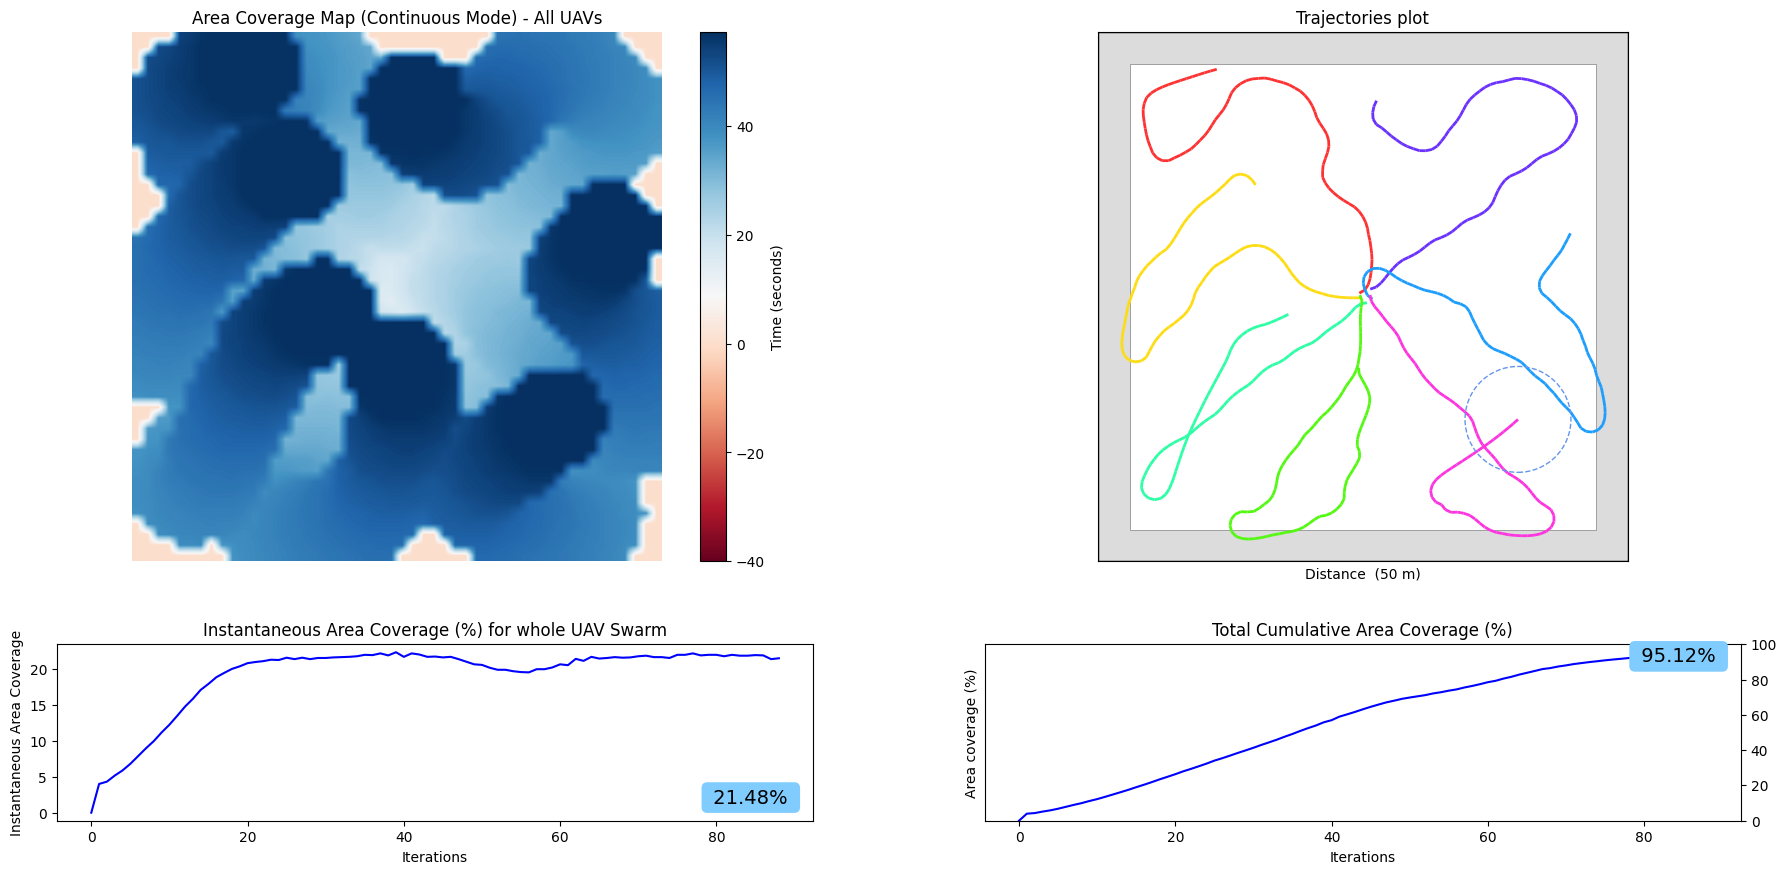 Area Coverage Map (Continuous Mode) - All UAVs
40
20
0
−20
−40
Time (seconds)
Trajectories plot
Distance  (50 m)
Instantaneous Area Coverage (%) for whole UAV Swarm
Instantaneous Area Coverage
20
15
10
5
0
21.48%
0 20 40 60 80
Iterations
Total Cumulative Area Coverage (%)
Area coverage (%)
95.12%
100
80
60
40
20
0
0 20 40 60 80
Iterations